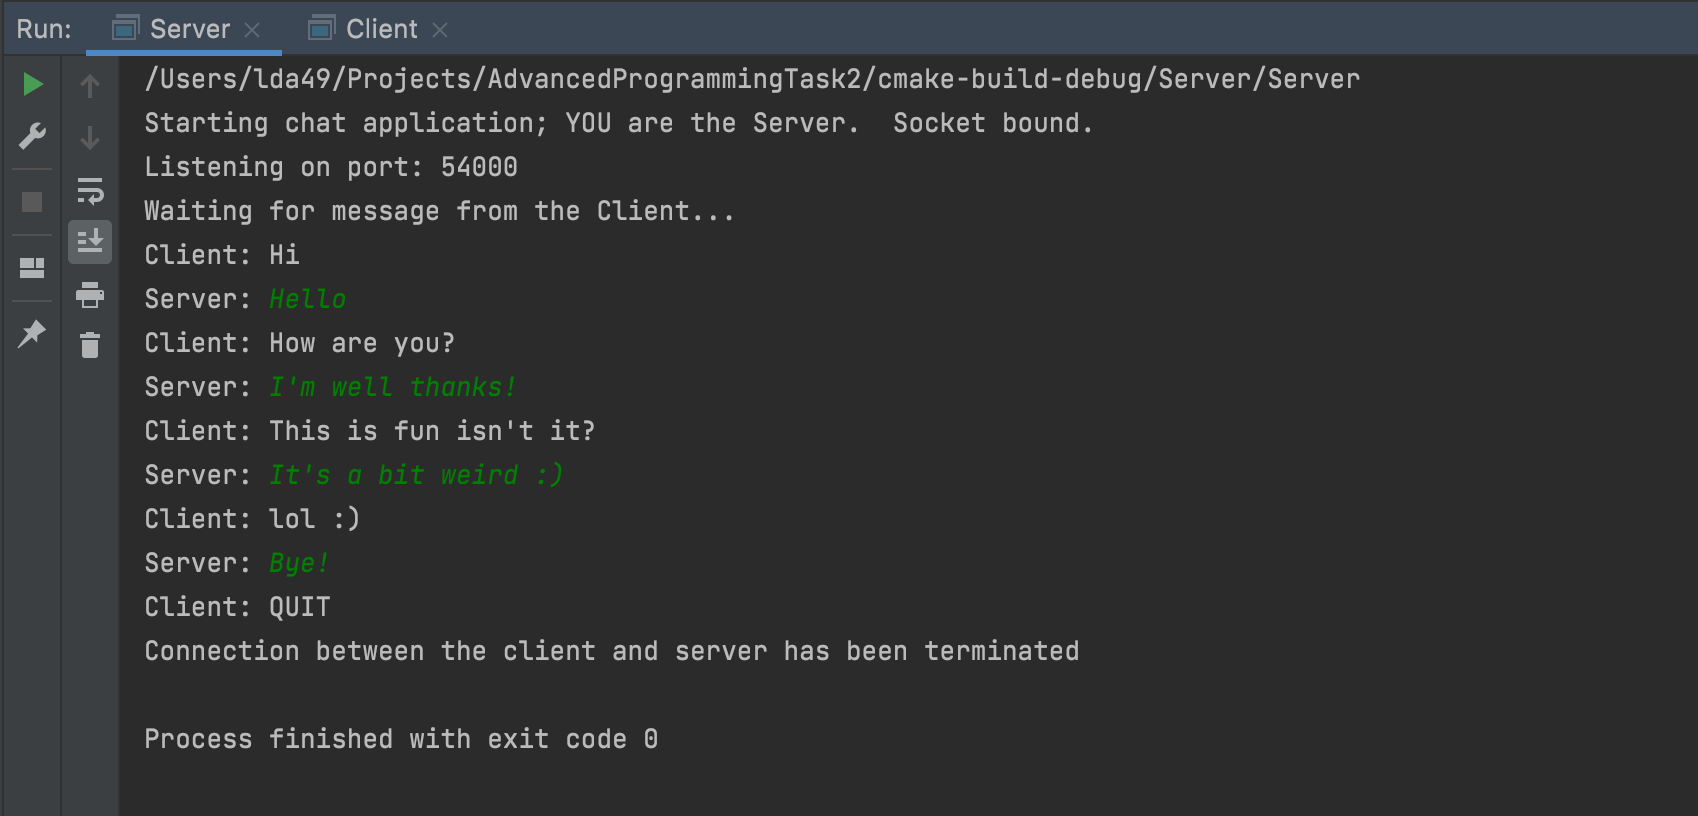 Run: Server Client
/Users/lda49/Projects/AdvancedProgrammingTask2/cmake-build-debug/Server/Server
Starting chat application; YOU are the Server.  Socket bound.
Listening on port: 54000
Waiting for message from the Client...
Client: Hi
Server: Hello
Client: How are you?
Server: I'm well thanks!
Client: This is fun isn't it?
Server: It's a bit weird :)
Client: lol :)
Server: Bye!
Client: QUIT
Connection between the client and server has been terminated
Process finished with exit code 0